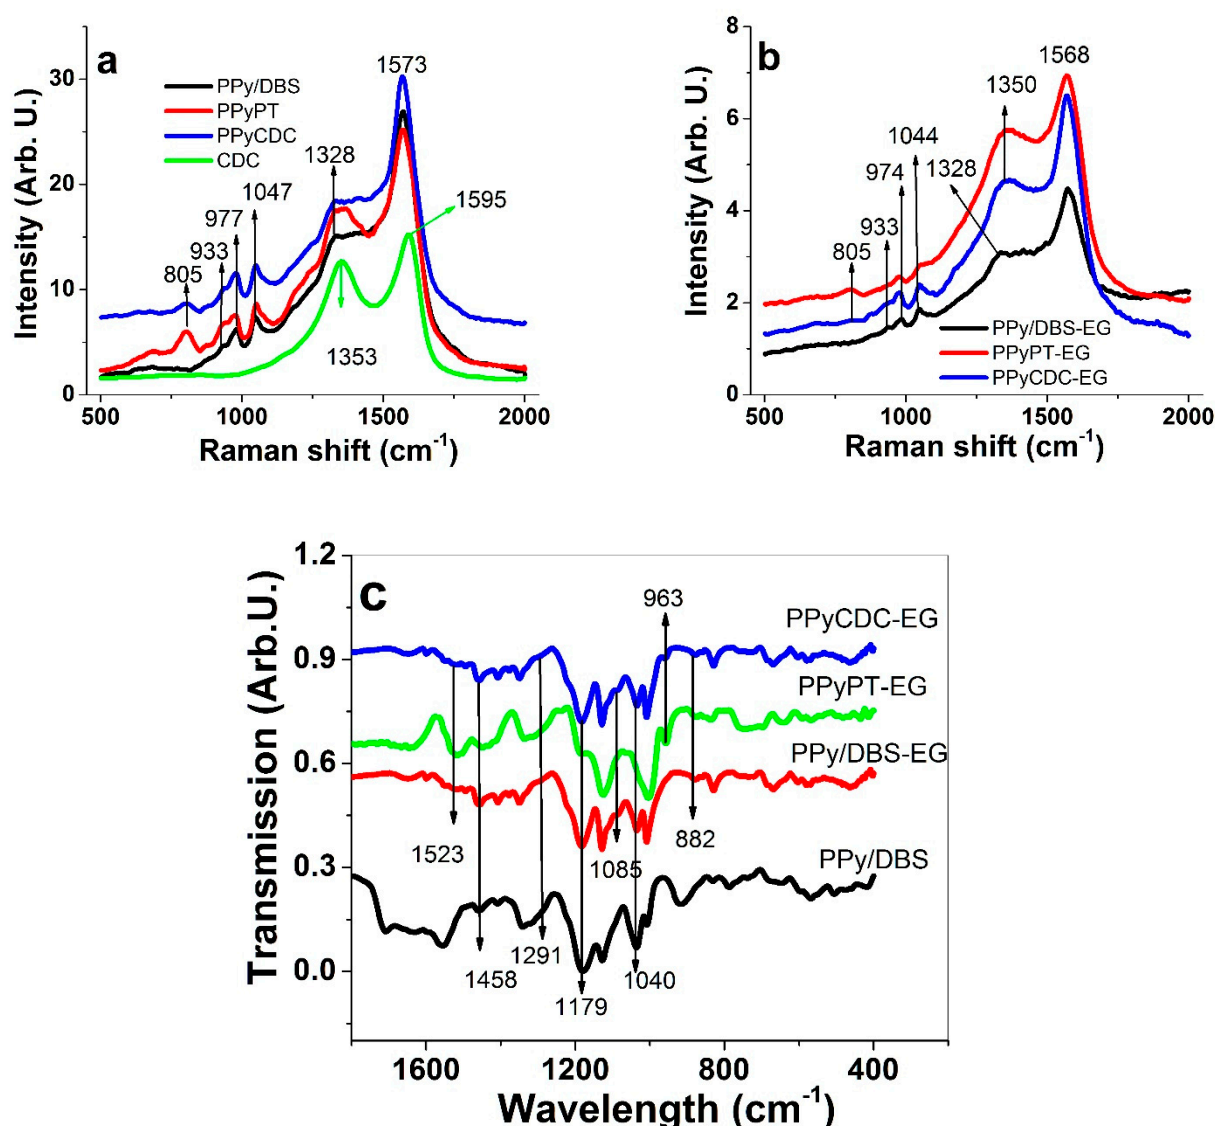 a
PPy/DBS
PPyPT
PPyCDC
CDC
1573
1328
1047
977
933
805
1595
1353
0
10
20
30
500
1000
1500
2000
Intensity (Arb. U.)
Raman shift (cm-1)
b
1568
1350
1044
1328
974
933
805
PPy/DBS-EG
PPyPT-EG
PPyCDC-EG
0
2
4
6
8
500
1000
1500
2000
Intensity (Arb. U.)
Raman shift (cm-1)
c
963
PPyCDC-EG
PPyPT-EG
PPy/DBS-EG
PPy/DBS
1523
1085
882
1458
1291
1179
1040
1.2
0.9
0.6
0.3
0.0
1600
1200
800
400
Transmission (Arb.U.)
Wavelength (cm-1)